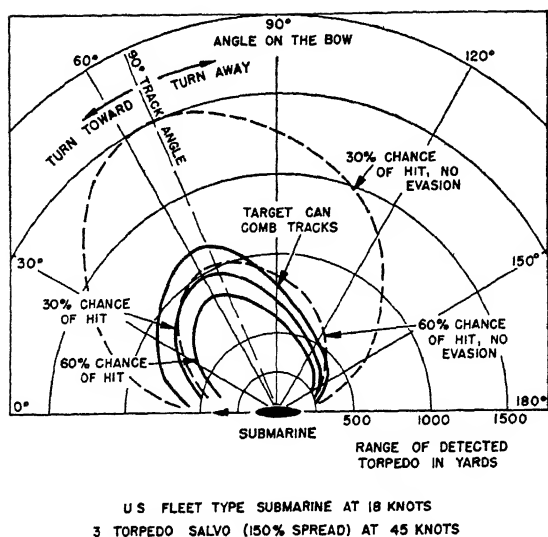 90°
ANGLE ON THE BOW
60°
120°
90° TRACK ANGLE
TURN AWAY
TURN TOWARD
30% CHANCE
OF HIT, NO
EVASION
TARGET CAN
COMB TRACKS
30°
150°
30% CHANCE
OF HIT
60% CHANCE
OF HIT, NO
EVASION
60% CHANCE
OF HIT
0°
180°
SUBMARINE
500
1000
1500
RANGE OF DETECTED
TORPEDO IN YARDS
U S FLEET TYPE SUBMARINE AT 18 KNOTS
3 TORPEDO SALVO (150% SPREAD) AT 45 KNOTS